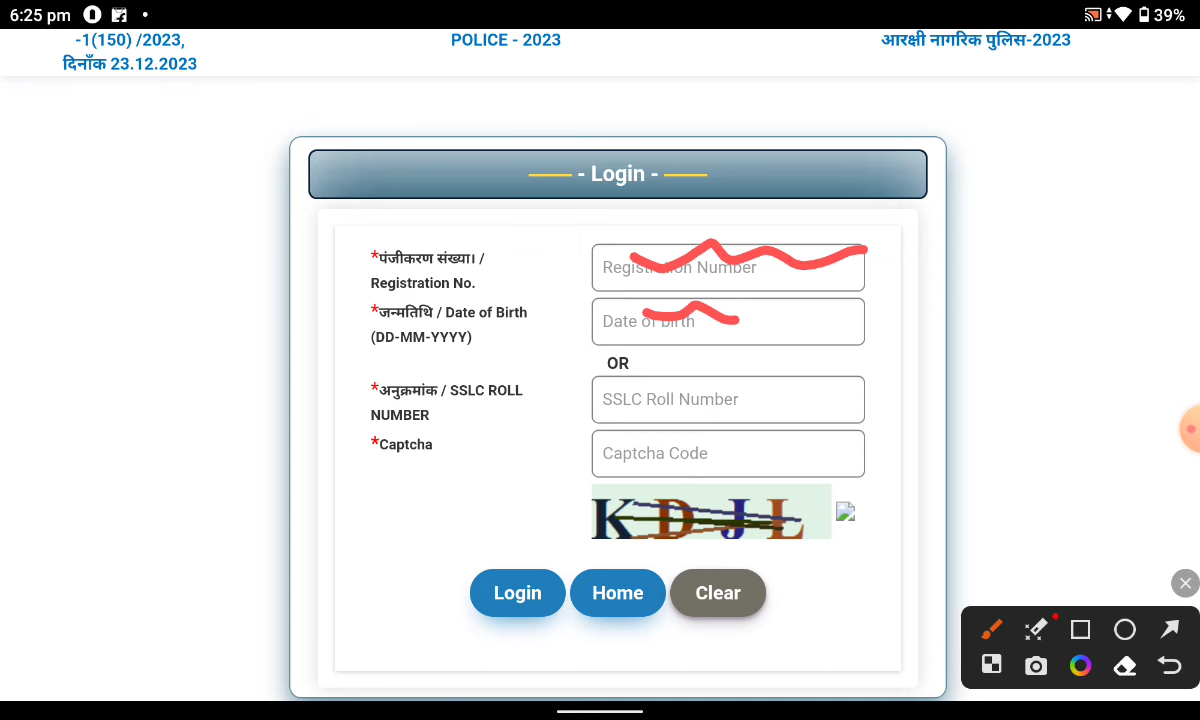 6:25 pm
39%
-1(150) /2023,
दिनाँक 23.12.2023
POLICE - 2023
आरक्षी नागरिक पुलिस-2023
- Login -
*पंजीकरण संख्या। /
Registration No.
Registration Number
*जन्मतिथि / Date of Birth
(DD-MM-YYYY)
Date of birth
OR
*अनुक्रमांक / SSLC ROLL
NUMBER
SSLC Roll Number
*Captcha
Captcha Code
KDJL
Login
Home
Clear